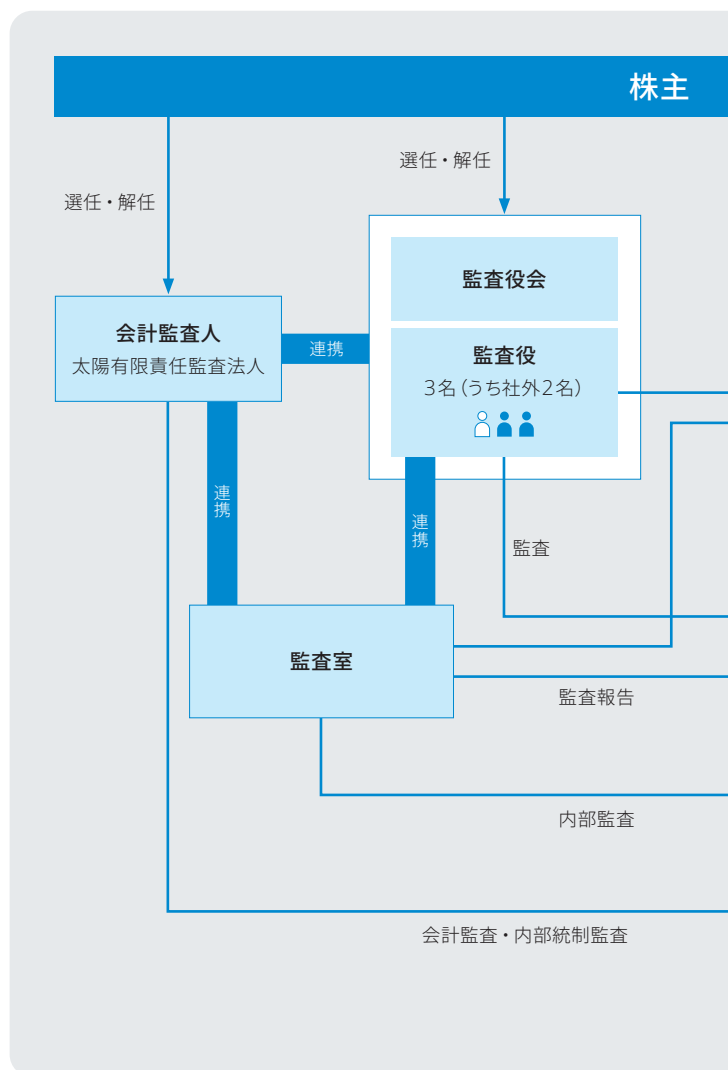 株主
選任・解任
選任・解任
監査役会
会計監査人
太陽有限責任監査法人
連携
監査役
3名（うち社外2名）
連携
連携
監査
監査室
監査報告
内部監査
会計監査・内部統制監査